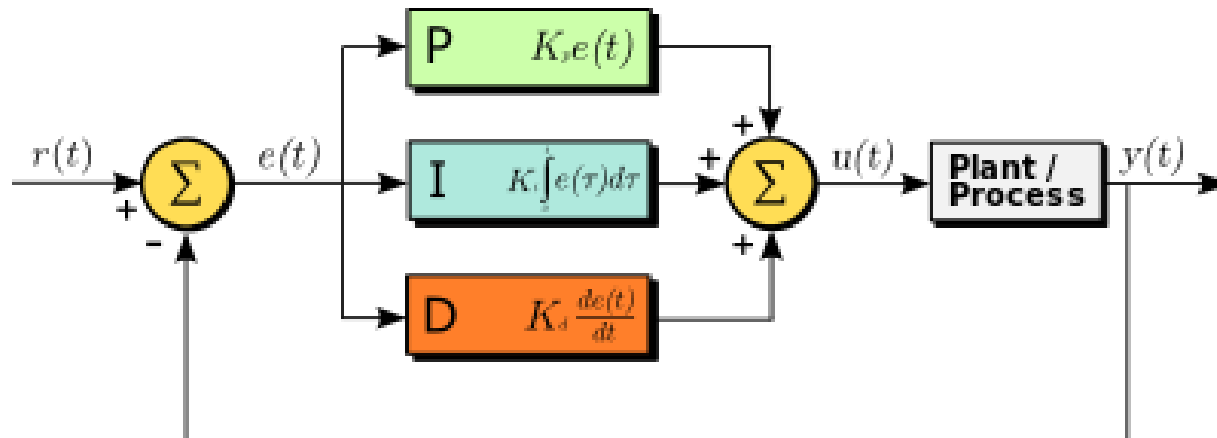 P K_p e(t)
r(t)
Σ
e(t)
+
-
I K_i ∫ e(τ)dτ
+
+
+
Σ
u(t)
Plant /
Process
y(t)
D K_d de(t)/dt